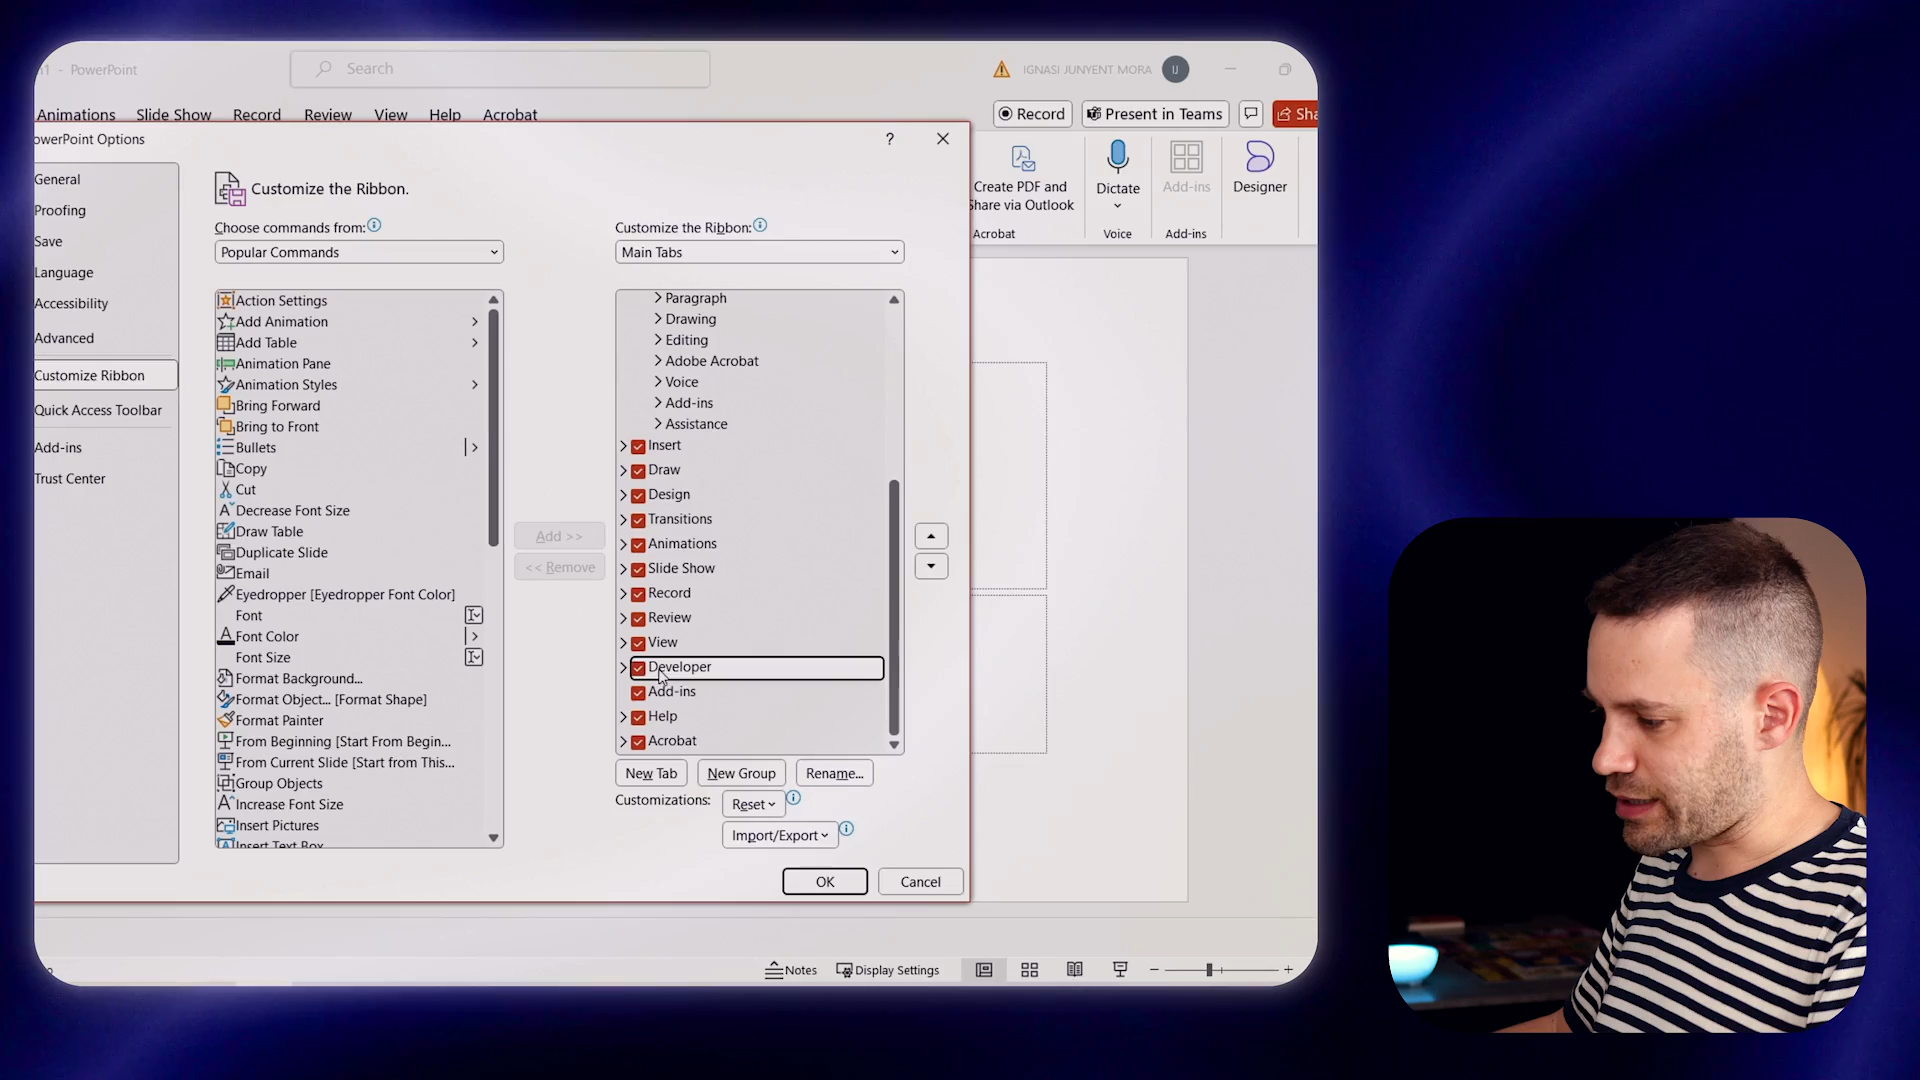 1 - PowerPoint
Search
IGNASI JUNYENT MORA
IJ
Animations
Slide Show
Record
Review
View
Help
Acrobat
Record
Present in Teams
Sha
owerPoint Options
?
General
Proofing
Save
Language
Accessibility
Advanced
Customize Ribbon
Quick Access Toolbar
Add-ins
Trust Center
Customize the Ribbon.
Choose commands from:
Popular Commands
Action Settings
Add Animation
Add Table
Animation Pane
Animation Styles
Bring Forward
Bring to Front
Bullets
Copy
Cut
Decrease Font Size
Draw Table
Duplicate Slide
Email
Eyedropper [Eyedropper Font Color]
Font
Font Color
Font Size
Format Background...
Format Object... [Format Shape]
Format Painter
From Beginning [Start From Begin...
From Current Slide [Start from This...
Group Objects
Increase Font Size
Insert Pictures
Insert Text Box
Add >>
<< Remove
Customize the Ribbon:
Main Tabs
Paragraph
Drawing
Editing
Adobe Acrobat
Voice
Add-ins
Assistance
Insert
Draw
Design
Transitions
Animations
Slide Show
Record
Review
View
Developer
Add-ins
Help
Acrobat
New Tab
New Group
Rename...
Customizations:
Reset
Import/Export
OK
Cancel
Create PDF and
Share via Outlook
Acrobat
Dictate
Voice
Add-ins
Add-ins
Designer
Notes
Display Settings